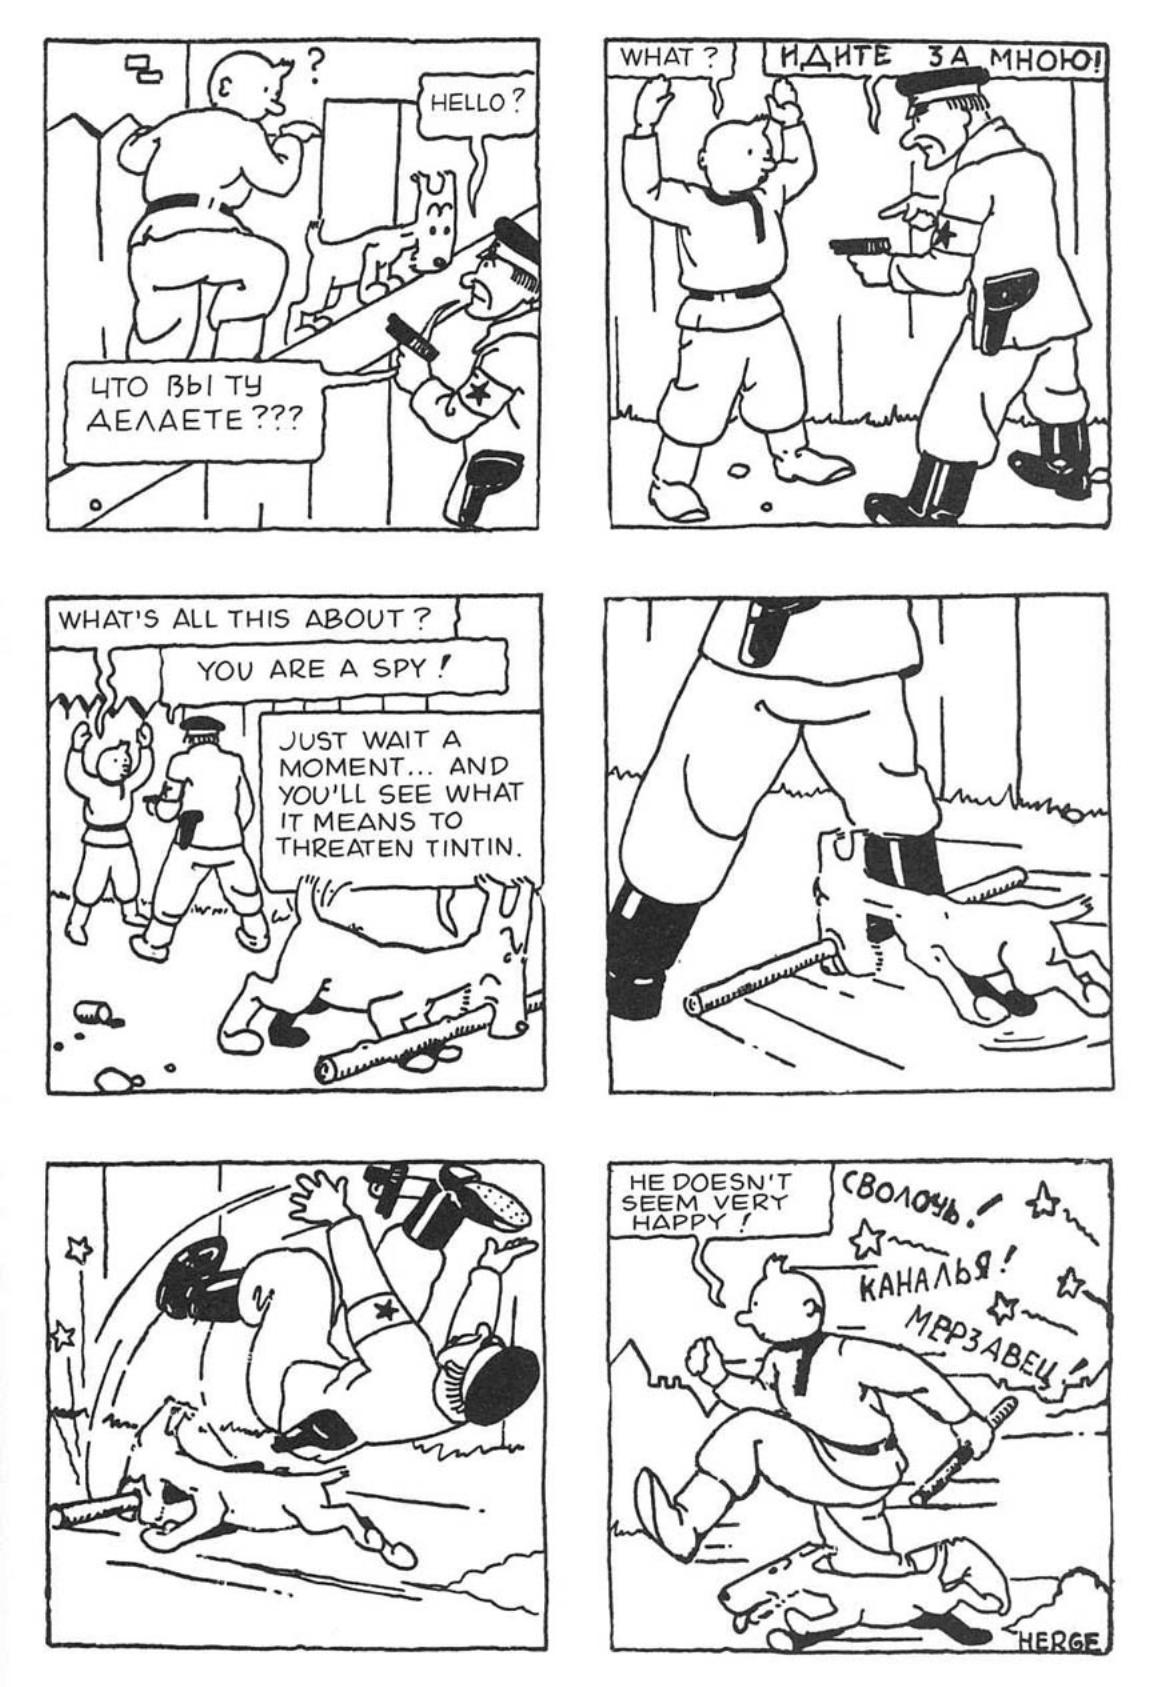 ?
HELLO?
ЦТО ВЫ ТУ
ДЕЛАЕТЕ???
WHAT?
ИДИТЕ ЗА МНОЮ!
WHAT'S ALL THIS ABOUT?
YOU ARE A SPY!
JUST WAIT A
MOMENT... AND
YOU'LL SEE WHAT
IT MEANS TO
THREATEN TINTIN.
HE DOESN'T
SEEM VERY
HAPPY!
СВОЛОЧЬ!
КАНАЛЬЯ!
МЕРЗАВЕЦ!
HERGE